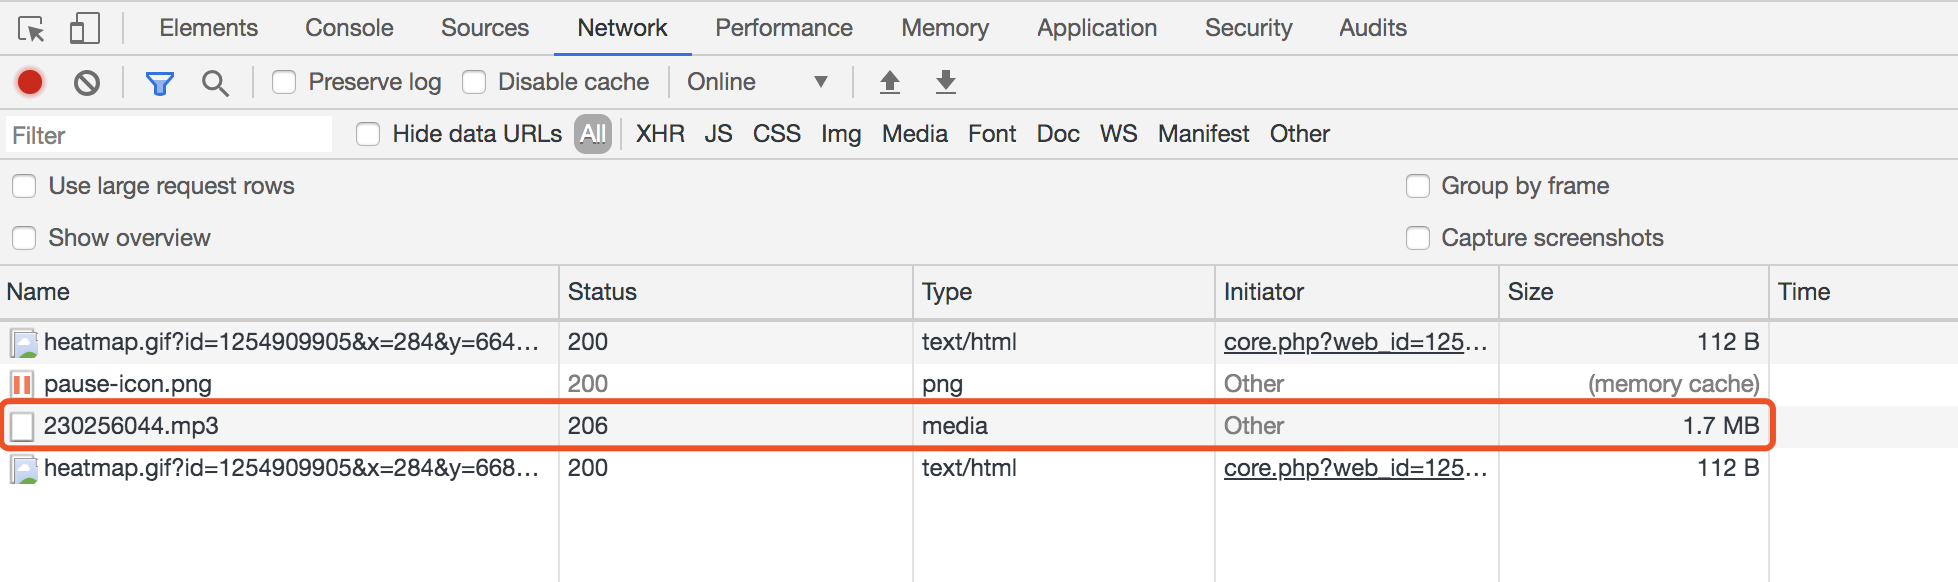 Elements Console Sources Network Performance Memory Application Security Audits
Preserve log Disable cache Online ▼
Filter Hide data URLs All XHR JS CSS Img Media Font Doc WS Manifest Other
Use large request rows Group by frame
Show overview Capture screenshots
Name Status Type Initiator Size Time
heatmap.gif?id=1254909905&x=284&y=664... 200 text/html core.php?web_id=125... 112 B
pause-icon.png 200 png Other (memory cache)
230256044.mp3 206 media Other 1.7 MB
heatmap.gif?id=1254909905&x=284&y=668... 200 text/html core.php?web_id=125... 112 B